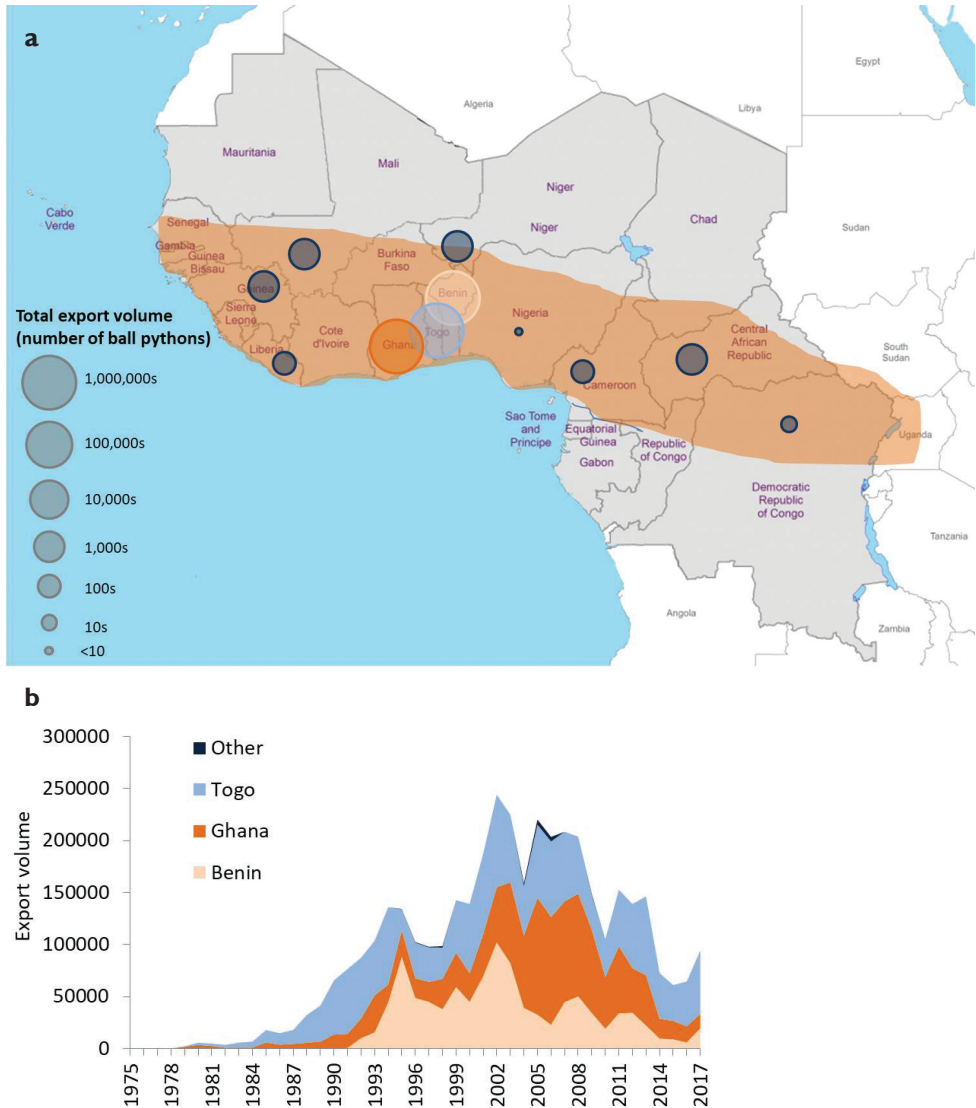 a
Egypt
Algeria
Libya
Mauritania
Mali
Niger
Cabo
Verde
Chad
Senegal
Niger
Sudan
Gambia
Guinea
Bissau
Burkina
Faso
Guinea
Benin
Sierra
Leone
Nigeria
Total export volume
(number of ball pythons)
Cote
d'Ivoire
Togo
Ghana
Central
African
Republic
South
Sudan
Liberia
1,000,000s
Cameroon
Sao Tome
and
Principe
Equatorial
Guinea
Republic
of Congo
Uganda
100,000s
Gabon
Democratic
Republic
of Congo
10,000s
Tanzania
1,000s
100s
Angola
Zambia
10s
<10
b
300000
250000
200000
150000
100000
50000
0
Export volume
Other
Togo
Ghana
Benin
1975
1978
1981
1984
1987
1990
1993
1996
1999
2002
2005
2008
2011
2014
2017